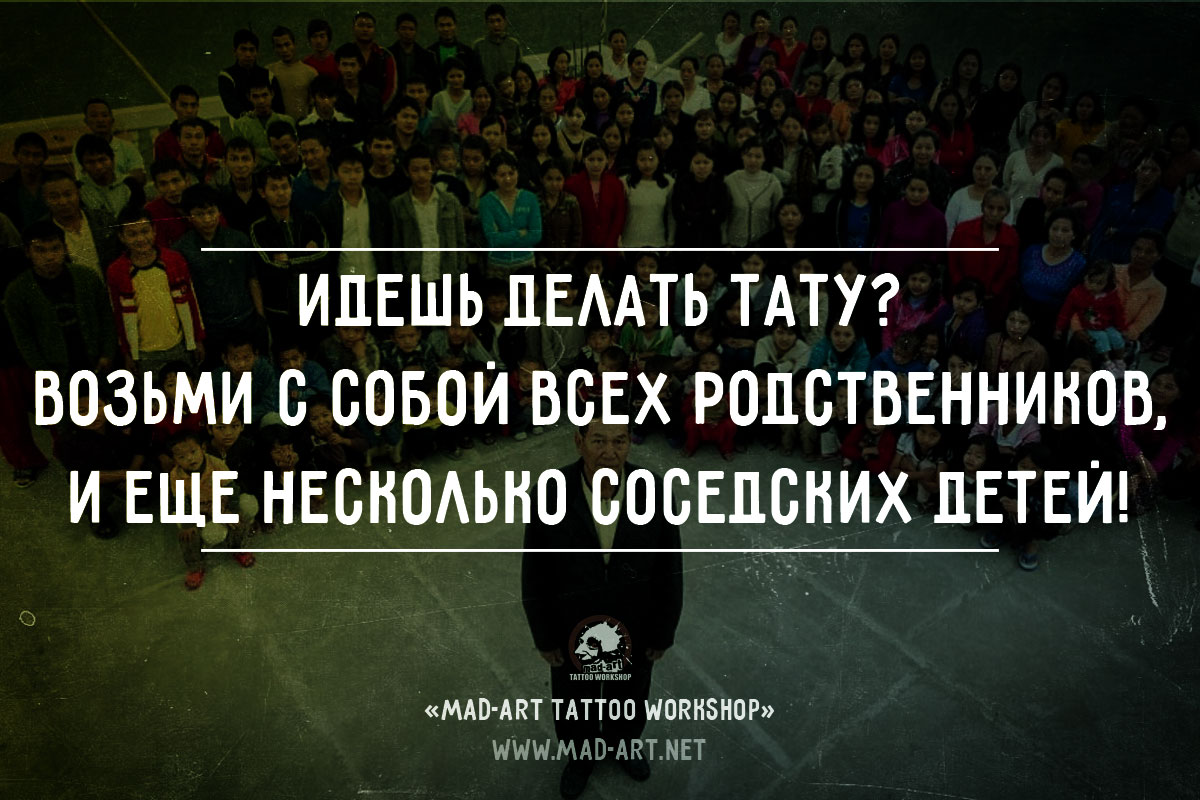 ИДЕШЬ ДЕЛАТЬ ТАТУ?
ВОЗЬМИ С СОБОЙ ВСЕХ РОДСТВЕННИКОВ,
И ЕЩЕ НЕСКОЛЬКО СОСЕДСКИХ ДЕТЕЙ!
mad-art
TATTOO WORKSHOP
«MAD-ART TATTOO WORKSHOP»
WWW.MAD-ART.NET